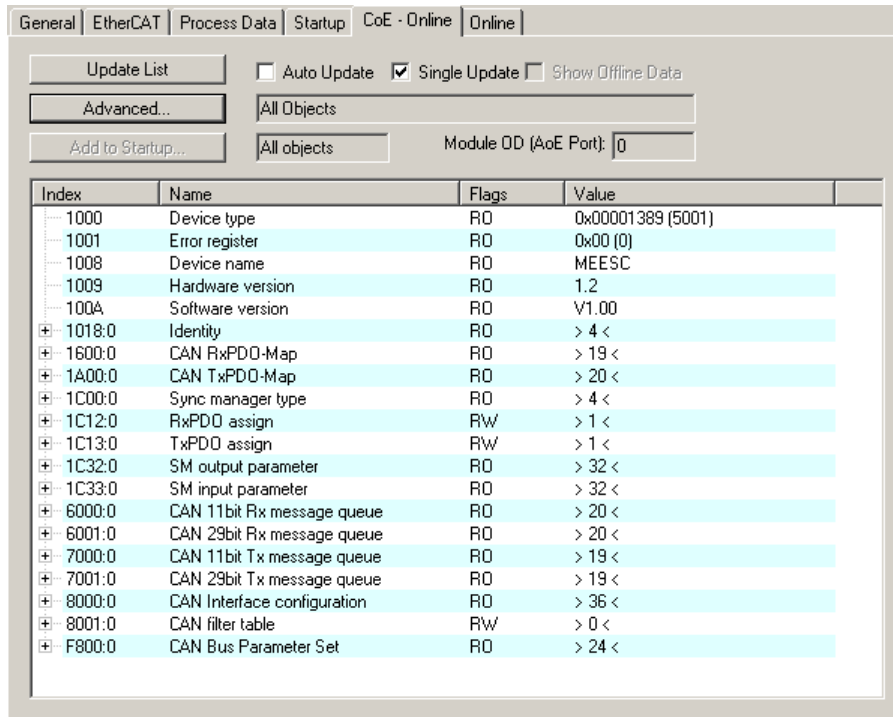 General EtherCAT Process Data Startup CoE - Online Online
Update List Auto Update Single Update Show Offline Data
Advanced... All Objects
Add to Startup... All objects Module OD (AoE Port): 0
Index Name Flags Value
1000 Device type RO 0x00001389 (5001)
1001 Error register RO 0x00 (0)
1008 Device name RO MEESC
1009 Hardware version RO 1.2
100A Software version RO V1.00
1018:0 Identity RO > 4 <
1600:0 CAN RxPDO-Map RO > 19 <
1A00:0 CAN TxPDO-Map RO > 20 <
1C00:0 Sync manager type RO > 4 <
1C12:0 RxPDO assign RW > 1 <
1C13:0 TxPDO assign RW > 1 <
1C32:0 SM output parameter RO > 32 <
1C33:0 SM input parameter RO > 32 <
6000:0 CAN 11bit Rx message queue RO > 20 <
6001:0 CAN 29bit Rx message queue RO > 20 <
7000:0 CAN 11bit Tx message queue RO > 19 <
7001:0 CAN 29bit Tx message queue RO > 19 <
8000:0 CAN Interface configuration RO > 36 <
8001:0 CAN filter table RW > 0 <
F800:0 CAN Bus Parameter Set RO > 24 <